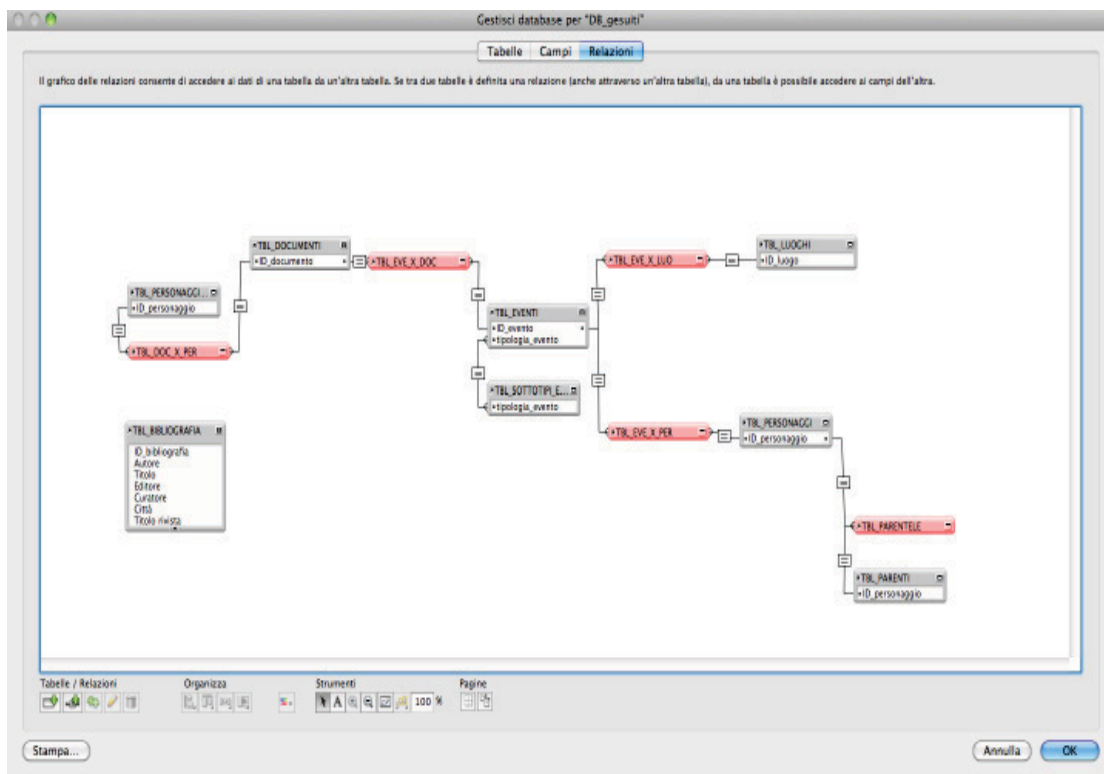 Gestisci database per "DB_gesuiti"
Tabelle Campi Relazioni
Il grafico delle relazioni consente di accedere ai dati di una tabella da un'altra tabella. Se tra due tabelle è definita una relazione (anche attraverso un'altra tabella), da una tabella è possibile accedere ai campi dell'altra.
TBL_DOCUMENTI
ID_documento
TBL_EVE_X_DOC
TBL_EVE_X_LUO
TBL_LUOGHI
ID_luogo
TBL_PERSONAGGI...
ID_personaggio
TBL_DOC_X_PER
TBL_EVENTI
ID_evento
tipologia_evento
TBL_SOTTOTIPI_E...
tipologia_evento
TBL_BIBLIOGRAFIA
ID_bibliografia
Autore
Titolo
Editore
Curatore
Città
Titolo rivista
TBL_EVE_X_PER
TBL_PERSONAGGI
ID_personaggio
TBL_PARENTELE
TBL_PARENTI
ID_personaggio
Tabelle / Relazioni Organizza Strumenti Pagine
A 100 %
Stampa... Annulla OK